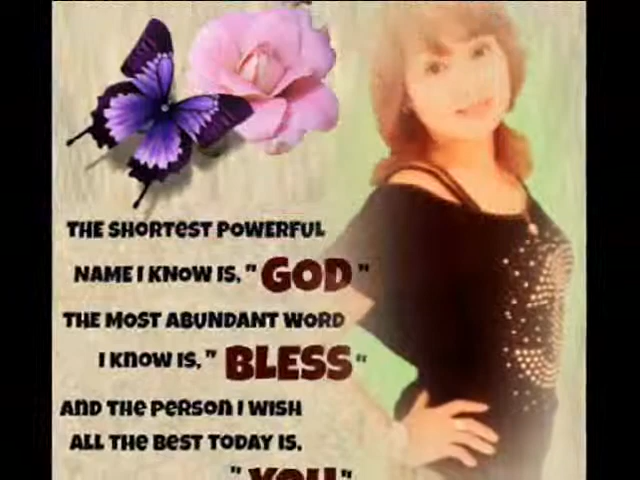 THE SHORTEST POWERFUL
NAME I KNOW IS, " GOD "
THE MOST ABUNDANT WORD
I KNOW IS, " BLESS "
AND THE PERSON I WISH
ALL THE BEST TODAY IS,
" YOU "